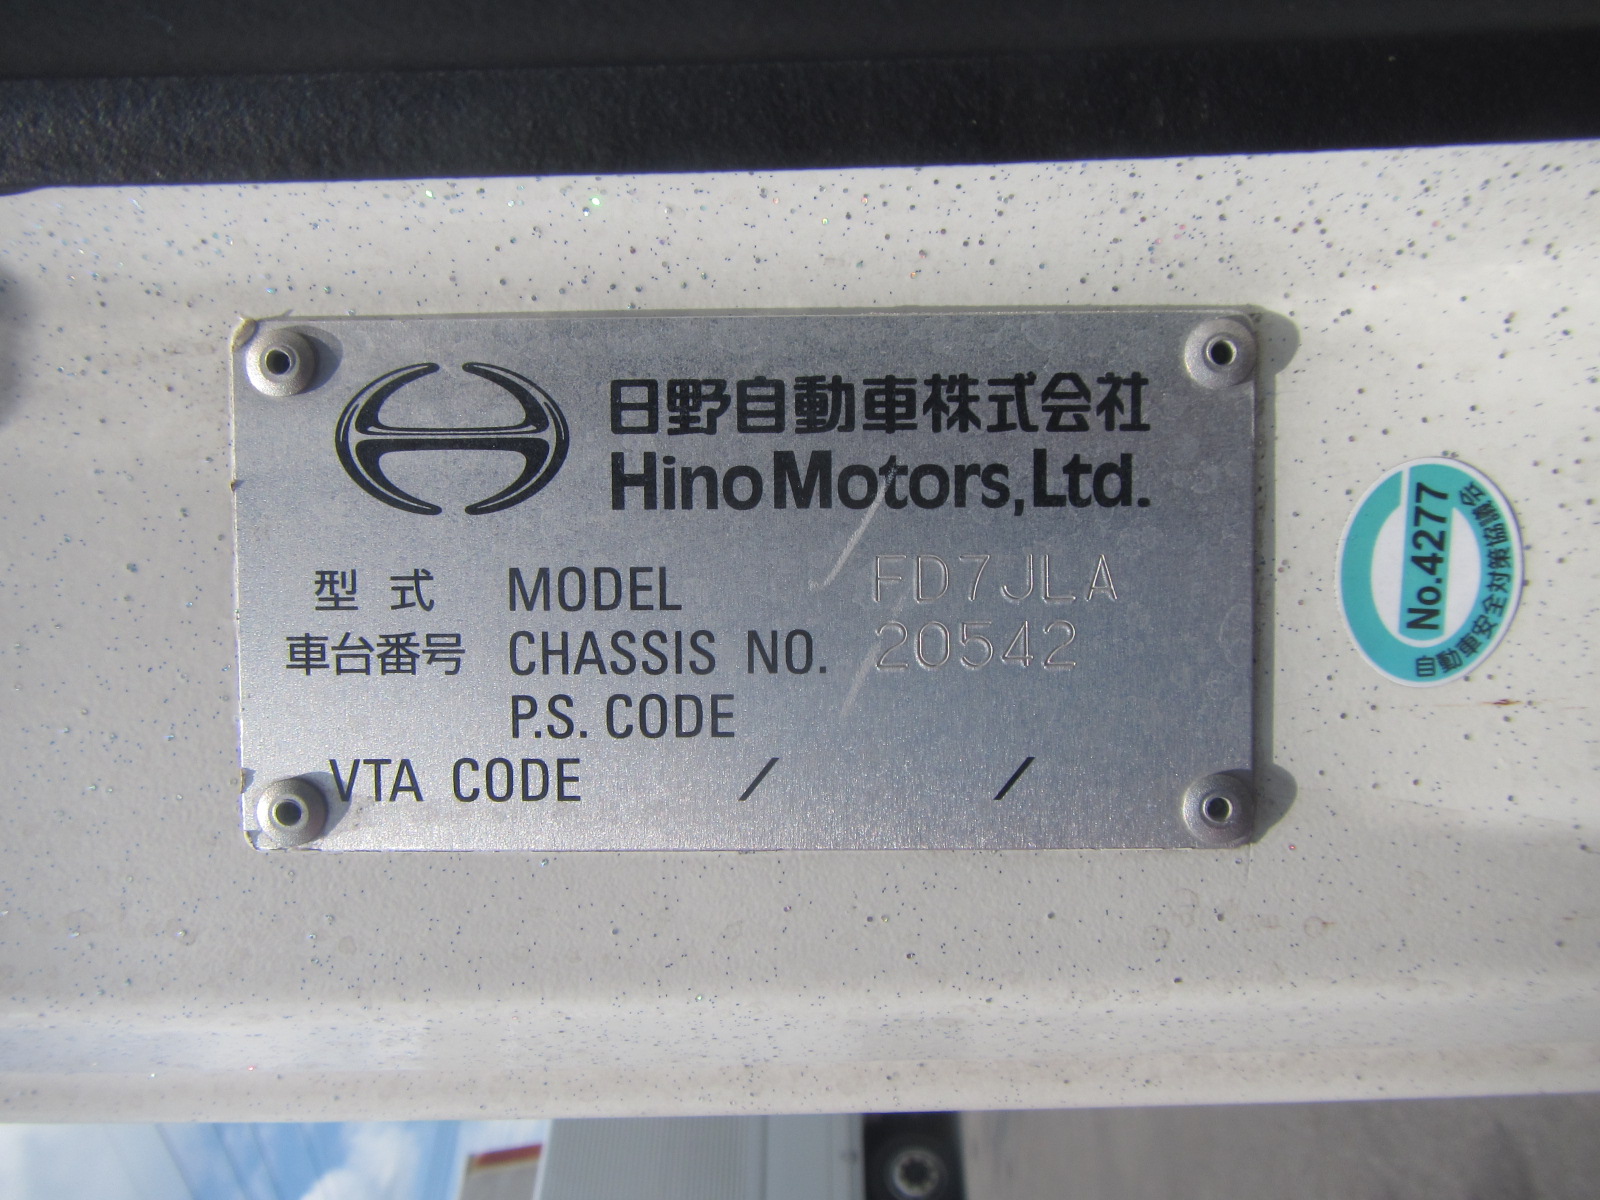 日野自動車株式会社
Hino Motors, Ltd.
型式 MODEL FD7JLA
車台番号 CHASSIS NO. 20542
P.S. CODE
VTA CODE / /
No.4277
自動車安全対策協議会